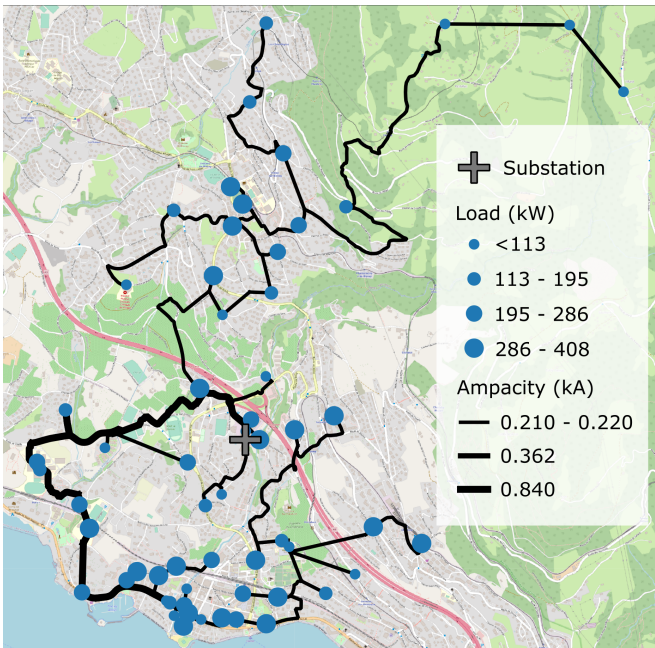 Substation
Load (kW)
<113
113 - 195
195 - 286
286 - 408
Ampacity (kA)
0.210 - 0.220
0.362
0.840